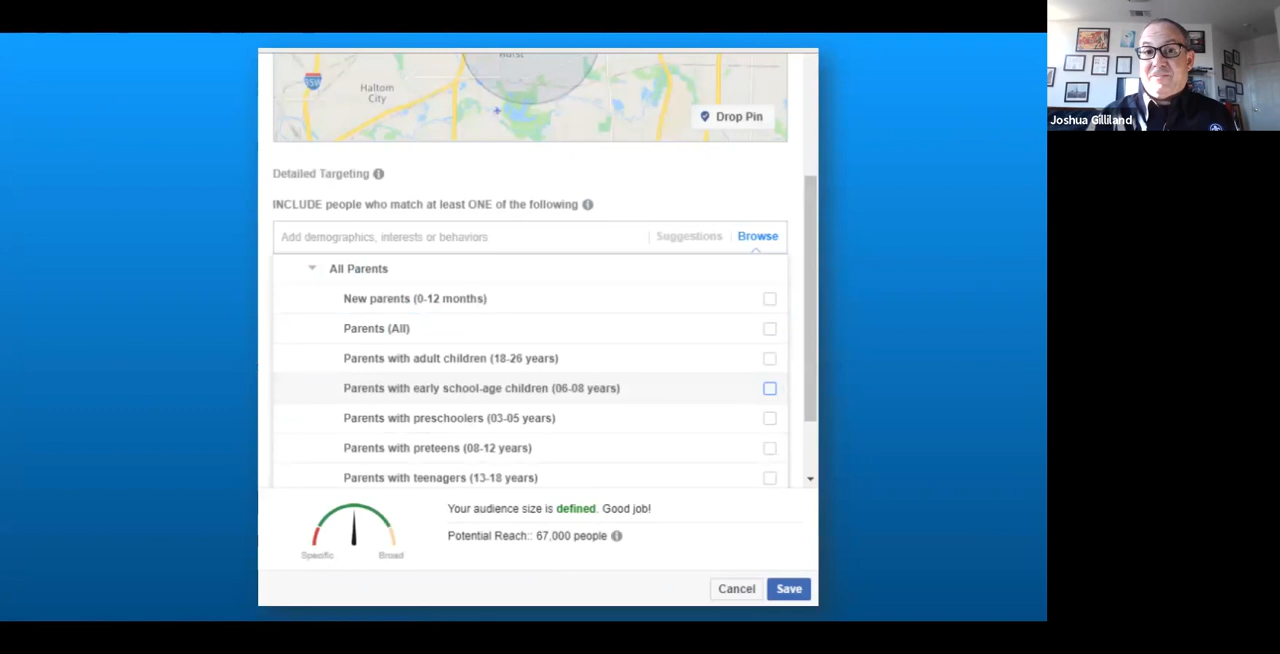 Hurst
35W
Haltom
City
Drop Pin
Detailed Targeting
INCLUDE people who match at least ONE of the following
Add demographics, interests or behaviors
Suggestions
Browse
All Parents
New parents (0-12 months)
Parents (All)
Parents with adult children (18-26 years)
Parents with early school-age children (06-08 years)
Parents with preschoolers (03-05 years)
Parents with preteens (08-12 years)
Parents with teenagers (13-18 years)
Your audience size is defined. Good job!
Potential Reach:: 67,000 people
Specific
Broad
Cancel
Save
Joshua Gilliland